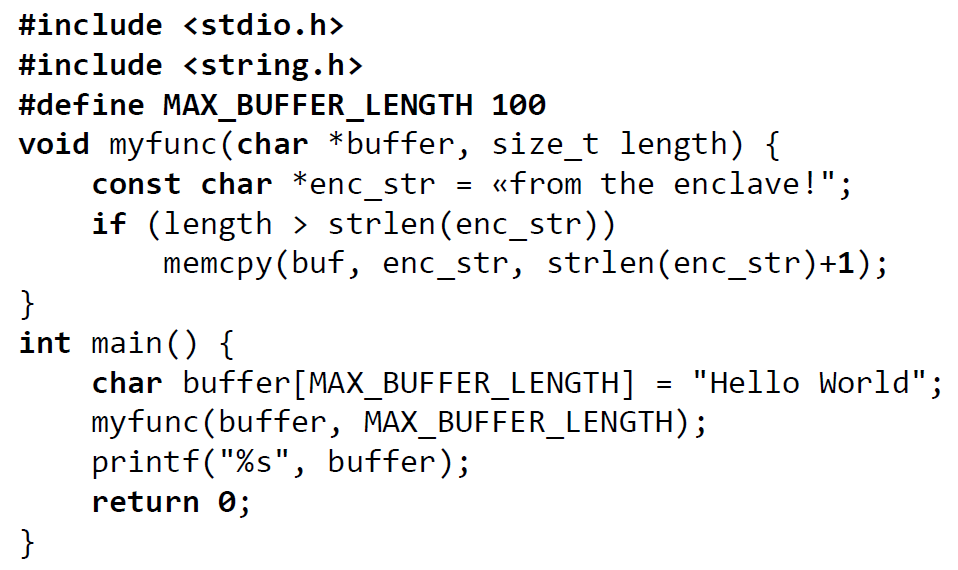 #include <stdio.h>
#include <string.h>
#define MAX_BUFFER_LENGTH 100
void myfunc(char *buffer, size_t length) {
    const char *enc_str = «from the enclave!";
    if (length > strlen(enc_str))
        memcpy(buf, enc_str, strlen(enc_str)+1);
}
int main() {
    char buffer[MAX_BUFFER_LENGTH] = "Hello World";
    myfunc(buffer, MAX_BUFFER_LENGTH);
    printf("%s", buffer);
    return 0;
}